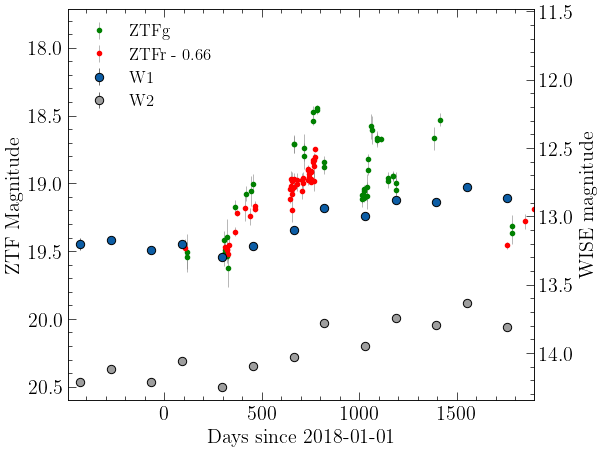 ZTFg
ZTFr - 0.66
W1
W2
18.0
18.5
19.0
19.5
20.0
20.5
ZTF Magnitude
11.5
12.0
12.5
13.0
13.5
14.0
WISE magnitude
0
500
1000
1500
Days since 2018-01-01